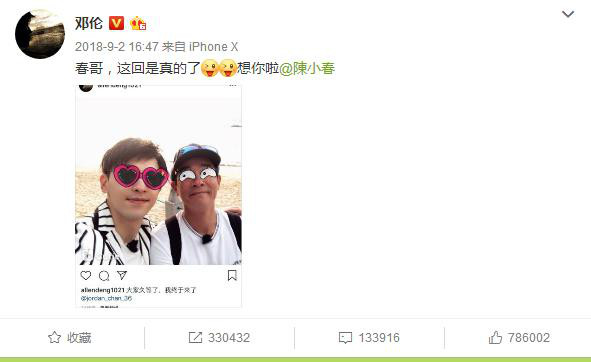 邓伦
2018-9-2 16:47 来自 iPhone X
春哥，这回是真的了想你啦@陳小春
allendeng1021
allendeng1021 大家久等了，我终于来了
@jordan_chan_36
收藏
330432
133916
786002